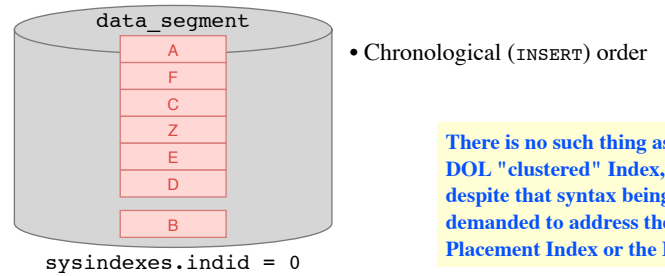 data_segment
A
F
C
Z
E
D
B
sysindexes.indid = 0
• Chronological (INSERT) order
There is no such thing as
DOL "clustered" Index,
despite that syntax being
demanded to address the
Placement Index or the